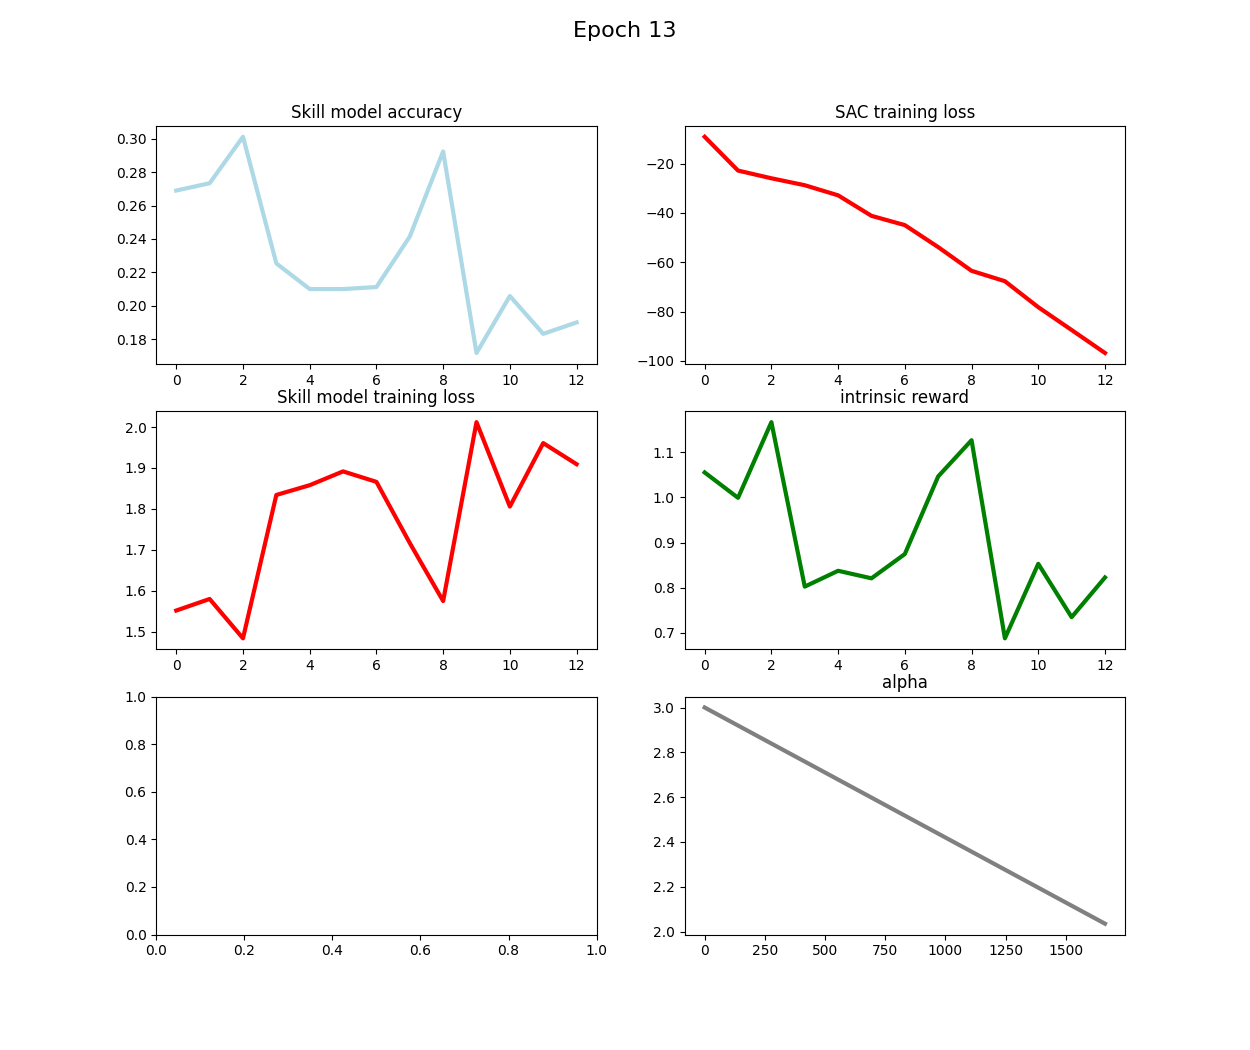 Epoch 13
Skill model accuracy
0.30
0.28
0.26
0.24
0.22
0.20
0.18
0 2 4 6 8 10 12
SAC training loss
−20
−40
−60
−80
−100
0 2 4 6 8 10 12
Skill model training loss
2.0
1.9
1.8
1.7
1.6
1.5
0 2 4 6 8 10 12
intrinsic reward
1.1
1.0
0.9
0.8
0.7
0 2 4 6 8 10 12
1.0
0.8
0.6
0.4
0.2
0.0
0.0 0.2 0.4 0.6 0.8 1.0
alpha
3.0
2.8
2.6
2.4
2.2
2.0
0 250 500 750 1000 1250 1500